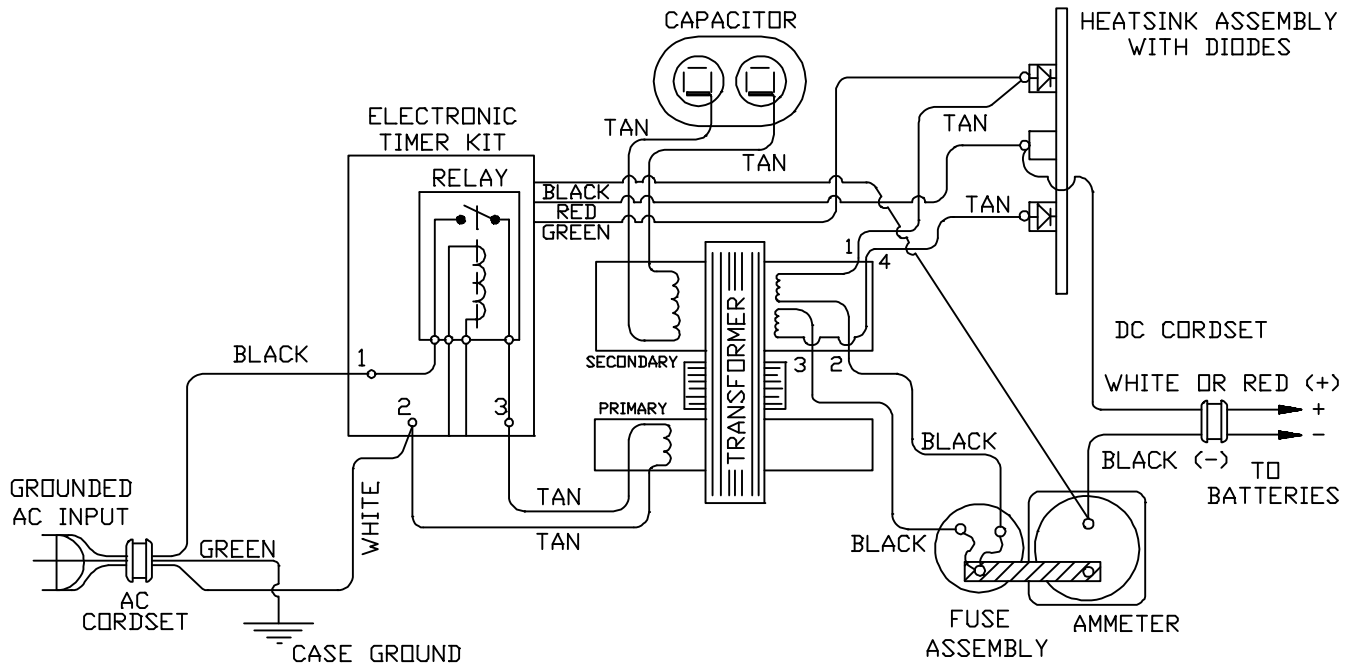 CAPACITOR
HEATSINK ASSEMBLY
WITH DIODES
ELECTRONIC
TIMER KIT
TAN
TAN
TAN
RELAY
BLACK
RED
GREEN
TAN
1
4
TRANSFORMER
DC CORDSET
BLACK
1
SECONDARY
3
2
WHITE OR RED (+)
+
2
3
PRIMARY
-
BLACK
BLACK (-)
TO
BATTERIES
GROUNDED
AC INPUT
WHITE
TAN
TAN
BLACK
GREEN
AC
CORDSET
FUSE
ASSEMBLY
AMMETER
CASE GROUND